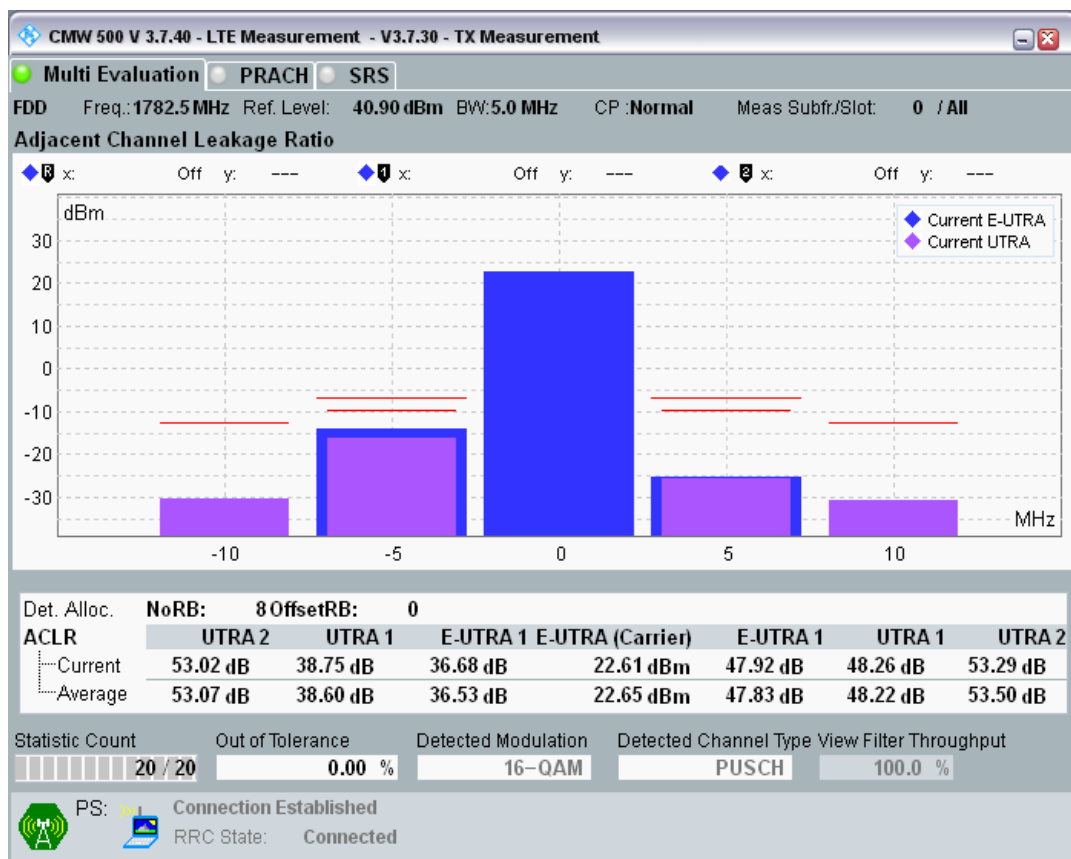 CMW 500 V 3.7.40 - LTE Measurement - V3.7.30 - TX Measurement
Multi Evaluation PRACH SRS
FDD Freq.: 1782.5 MHz Ref. Level: 40.90 dBm BW: 5.0 MHz CP : Normal Meas Subfr./Slot: 0 / All
Adjacent Channel Leakage Ratio
R x: Off y: --- 1 x: Off y: --- 2 x: Off y: ---
dBm
Current E-UTRA
Current UTRA
30
20
10
0
-10
-20
-30
MHz
-10 -5 0 5 10
Det. Alloc. NoRB: 8 OffsetRB: 0
ACLR UTRA 2 UTRA 1 E-UTRA 1 E-UTRA (Carrier) E-UTRA 1 UTRA 1 UTRA 2
Current 53.02 dB 38.75 dB 36.68 dB 22.61 dBm 47.92 dB 48.26 dB 53.29 dB
Average 53.07 dB 38.60 dB 36.53 dB 22.65 dBm 47.83 dB 48.22 dB 53.50 dB
Statistic Count Out of Tolerance Detected Modulation Detected Channel Type View Filter Throughput
20 / 20 0.00 % 16-QAM PUSCH 100.0 %
PS: Connection Established
RRC State: Connected